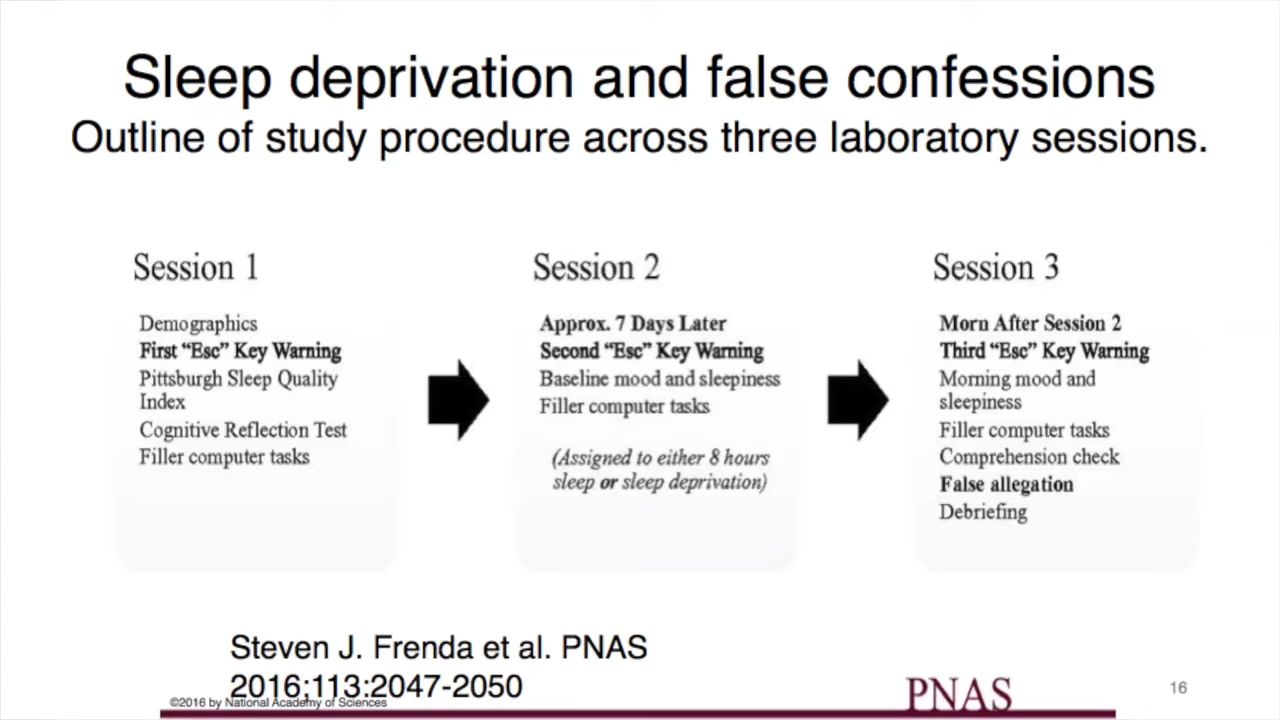 Sleep deprivation and false confessions
Outline of study procedure across three laboratory sessions.
Session 1
Demographics
First “Esc” Key Warning
Pittsburgh Sleep Quality
Index
Cognitive Reflection Test
Filler computer tasks
Session 2
Approx. 7 Days Later
Second “Esc” Key Warning
Baseline mood and sleepiness
Filler computer tasks
(Assigned to either 8 hours
sleep or sleep deprivation)
Session 3
Morn After Session 2
Third “Esc” Key Warning
Morning mood and
sleepiness
Filler computer tasks
Comprehension check
False allegation
Debriefing
Steven J. Frenda et al. PNAS
2016;113:2047-2050
©2016 by National Academy of Sciences
PNAS
16